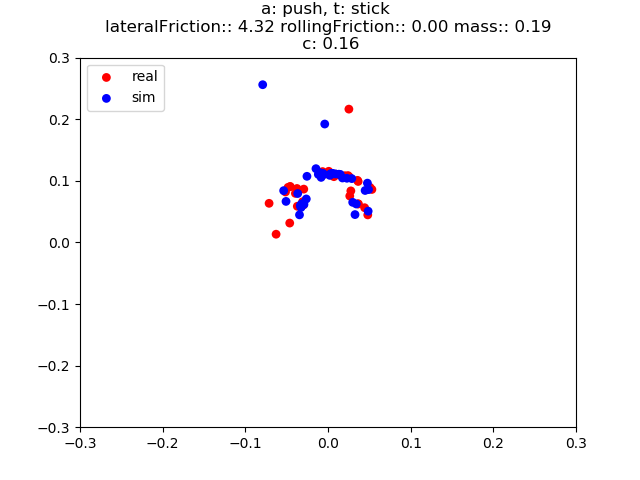 a: push, t: stick
lateralFriction:: 4.32 rollingFriction:: 0.00 mass:: 0.19
c: 0.16
real
sim
0.3
0.2
0.1
0.0
−0.1
−0.2
−0.3
−0.3 −0.2 −0.1 0.0 0.1 0.2 0.3